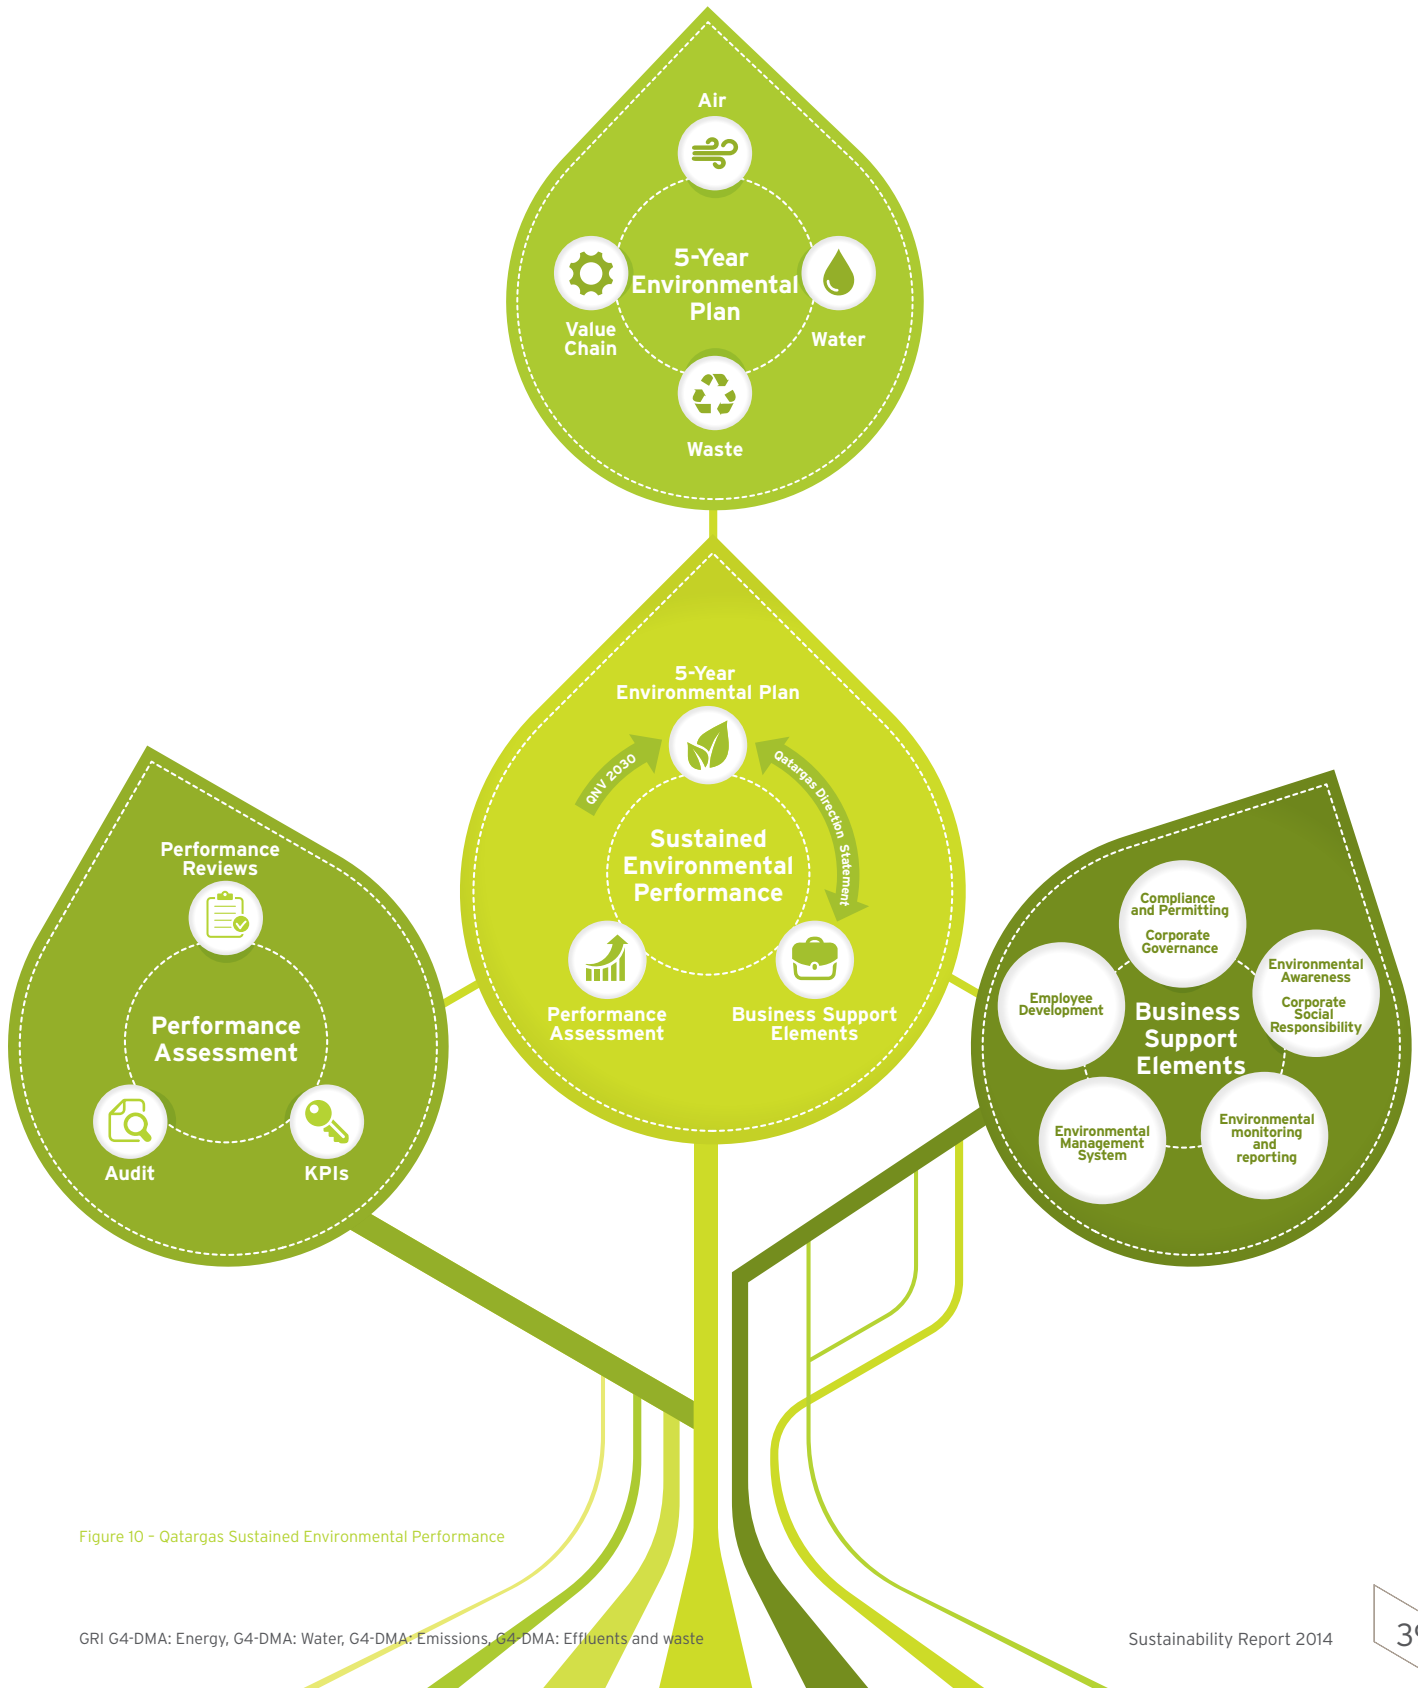 Air
5-Year
Environmental
Plan
Value
Chain
Water
Waste
5-Year
Environmental Plan
QNV 2030
Qatargas Direction Statement
Sustained
Environmental
Performance
Performance
Assessment
Business Support
Elements
Performance
Reviews
Performance
Assessment
Audit
KPIs
Compliance
and Permitting
Corporate
Governance
Environmental
Awareness
Corporate
Social
Responsibility
Employee
Development
Business
Support
Elements
Environmental
Management
System
Environmental
monitoring
and
reporting
Figure 10 – Qatargas Sustained Environmental Performance
GRI G4-DMA: Energy, G4-DMA: Water, G4-DMA: Emissions, G4-DMA: Effluents and waste
Sustainability Report 2014